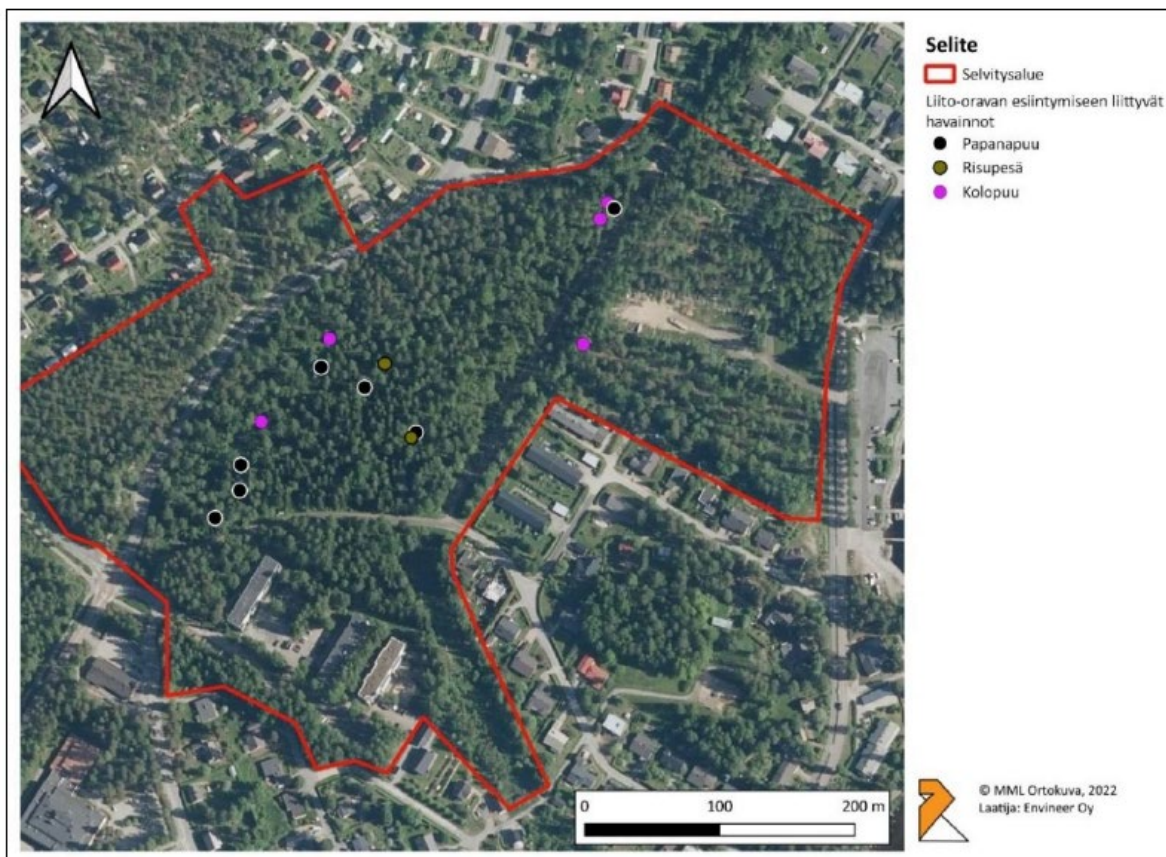 Selite
Selvitysalue
Liito-oravan esiintymiseen liittyvät
havainnot
Papanapuu
Risupesä
Kolopuu
0 100 200 m
© MML Ortokuva, 2022
Laatija: Envineer Oy